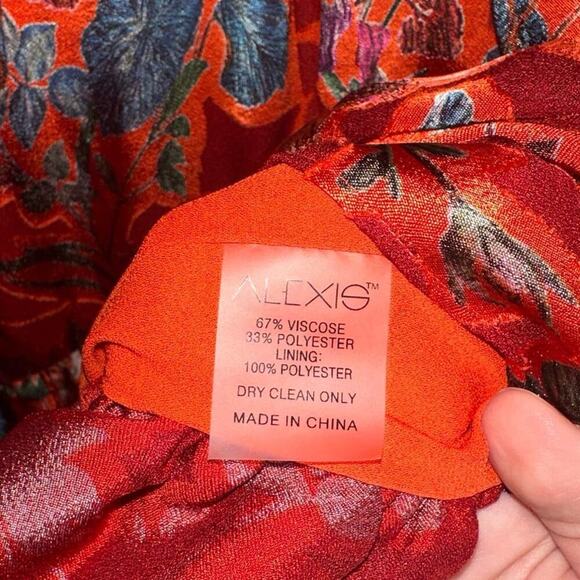 ALEXIS™
67% VISCOSE
33% POLYESTER
LINING:
100% POLYESTER
DRY CLEAN ONLY
MADE IN CHINA